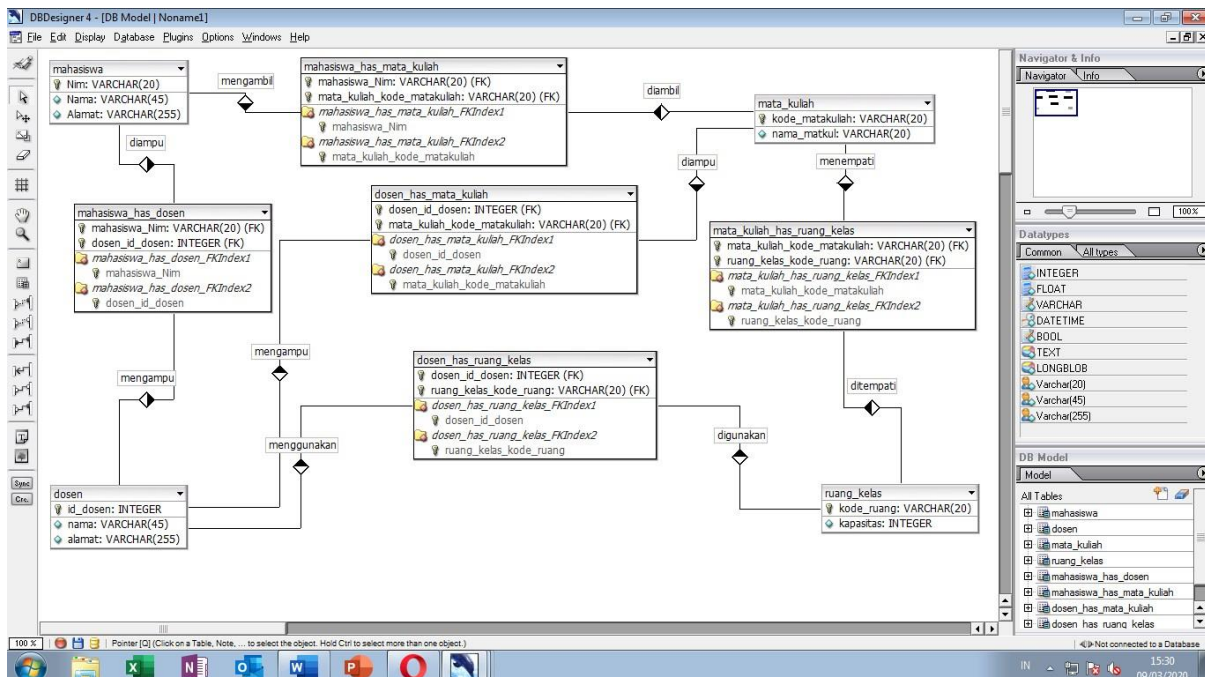 DBDesigner 4 - [DB Model | Noname1]
File Edit Display Database Plugins Options Windows Help
mahasiswa
Nim: VARCHAR(20)
Nama: VARCHAR(45)
Alamat: VARCHAR(255)
mengambil
mahasiswa_has_mata_kuliah
mahasiswa_Nim: VARCHAR(20) (FK)
mata_kuliah_kode_matakuliah: VARCHAR(20) (FK)
mahasiswa_has_mata_kuliah_FKIndex1
mahasiswa_Nim
mahasiswa_has_mata_kuliah_FKIndex2
mata_kuliah_kode_matakuliah
diambil
mata_kuliah
kode_matakuliah: VARCHAR(20)
nama_matkul: VARCHAR(20)
diampu
diampu
menempati
mahasiswa_has_dosen
mahasiswa_Nim: VARCHAR(20) (FK)
dosen_id_dosen: INTEGER (FK)
mahasiswa_has_dosen_FKIndex1
mahasiswa_Nim
mahasiswa_has_dosen_FKIndex2
dosen_id_dosen
dosen_has_mata_kuliah
dosen_id_dosen: INTEGER (FK)
mata_kuliah_kode_matakuliah: VARCHAR(20) (FK)
dosen_has_mata_kuliah_FKIndex1
dosen_id_dosen
dosen_has_mata_kuliah_FKIndex2
mata_kuliah_kode_matakuliah
mata_kuliah_has_ruang_kelas
mata_kuliah_kode_matakuliah: VARCHAR(20) (FK)
ruang_kelas_kode_ruang: VARCHAR(20) (FK)
mata_kuliah_has_ruang_kelas_FKIndex1
mata_kuliah_kode_matakuliah
mata_kuliah_has_ruang_kelas_FKIndex2
ruang_kelas_kode_ruang
mengampu
mengampu
dosen_has_ruang_kelas
dosen_id_dosen: INTEGER (FK)
ruang_kelas_kode_ruang: VARCHAR(20) (FK)
dosen_has_ruang_kelas_FKIndex1
dosen_id_dosen
dosen_has_ruang_kelas_FKIndex2
ruang_kelas_kode_ruang
ditempati
menggunakan
digunakan
dosen
id_dosen: INTEGER
nama: VARCHAR(45)
alamat: VARCHAR(255)
ruang_kelas
kode_ruang: VARCHAR(20)
kapasitas: INTEGER
Sync
Navigator & Info
Navigator Info
100%
Datatypes
Common All types
INTEGER
FLOAT
VARCHAR
DATETIME
BOOL
TEXT
LONGBLOB
Varchar(20)
Varchar(45)
Varchar(255)
DB Model
Model
All Tables
mahasiswa
dosen
mata_kuliah
ruang_kelas
mahasiswa_has_dosen
mahasiswa_has_mata_kuliah
dosen_has_mata_kuliah
dosen_has_ruang_kelas
100 % Pointer [Q] (Click on a Table, Note, ... to select the object. Hold Ctrl to select more than one object.) Not connected to a Database
IN 15:30
09/03/2020